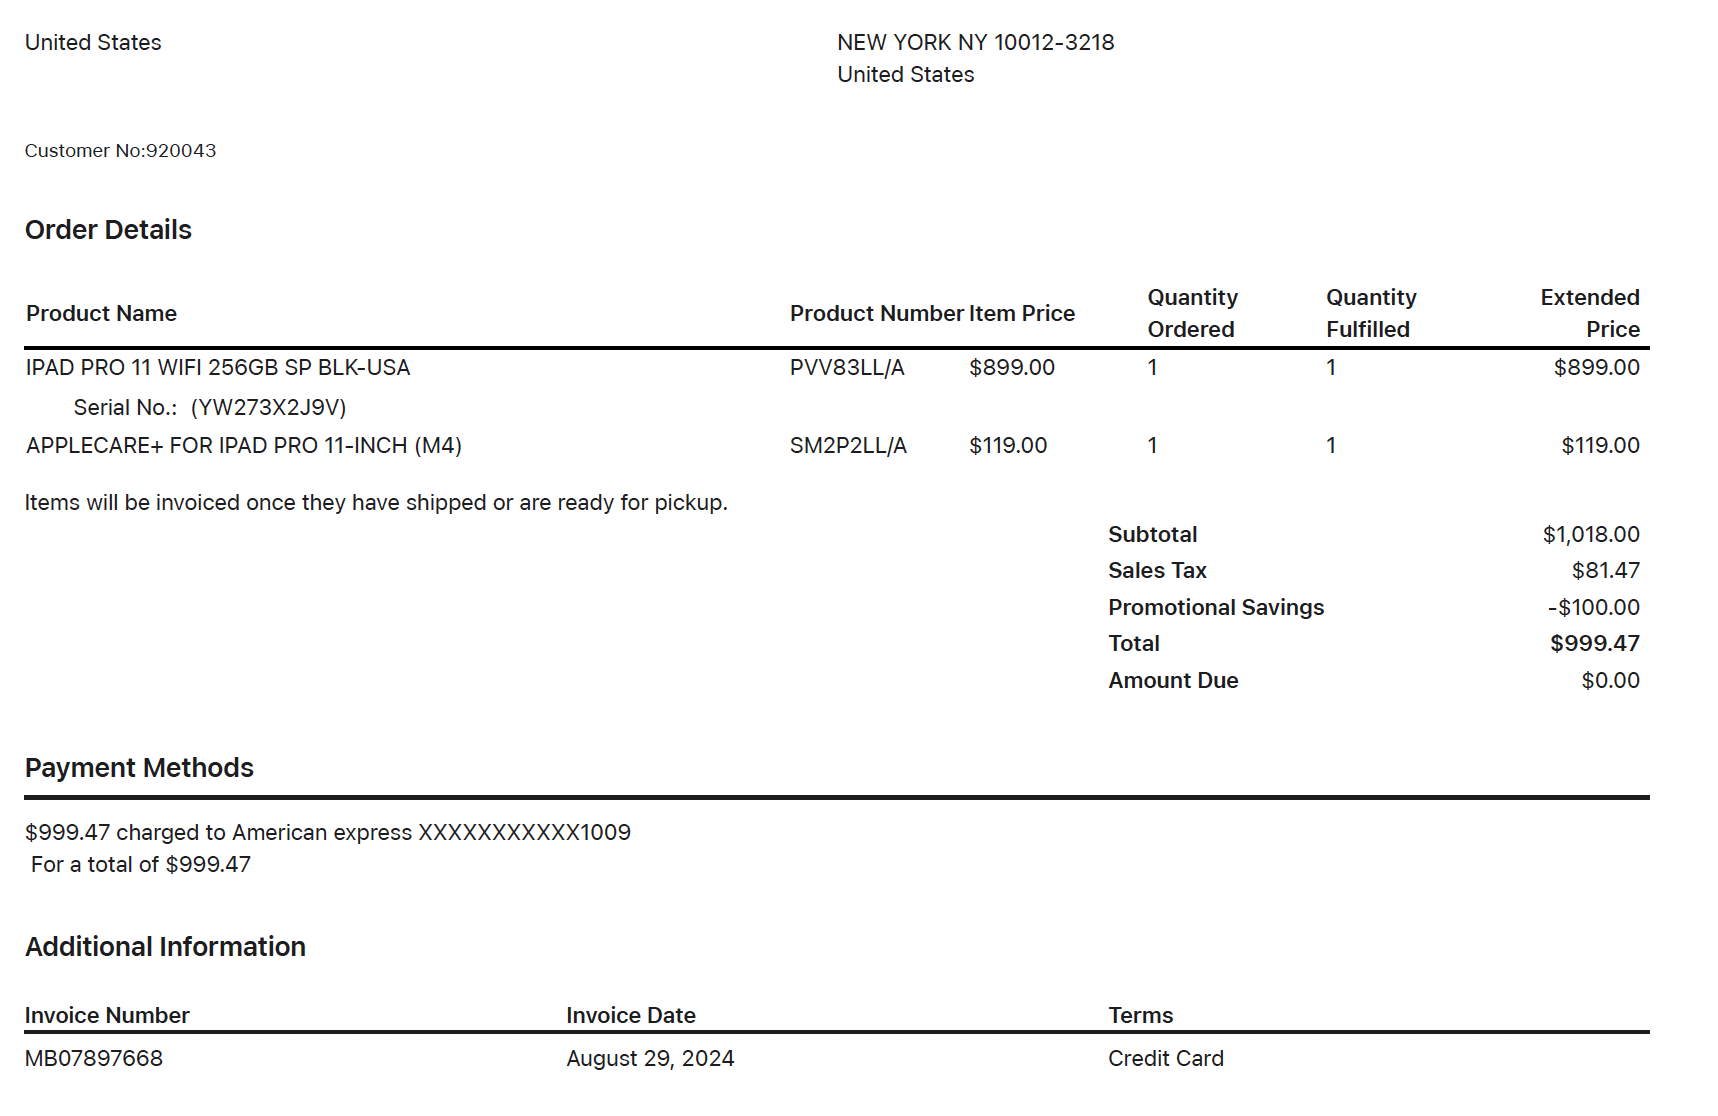 United States
NEW YORK NY 10012-3218
United States
Customer No:920043
Order Details
Product Name Product Number Item Price Quantity Ordered Quantity Fulfilled Extended Price
IPAD PRO 11 WIFI 256GB SP BLK-USA PVV83LL/A $899.00 1 1 $899.00
Serial No.: (YW273X2J9V)
APPLECARE+ FOR IPAD PRO 11-INCH (M4) SM2P2LL/A $119.00 1 1 $119.00
Items will be invoiced once they have shipped or are ready for pickup.
Subtotal $1,018.00
Sales Tax $81.47
Promotional Savings -$100.00
Total $999.47
Amount Due $0.00
Payment Methods
$999.47 charged to American express XXXXXXXXXXX1009
For a total of $999.47
Additional Information
Invoice Number Invoice Date Terms
MB07897668 August 29, 2024 Credit Card